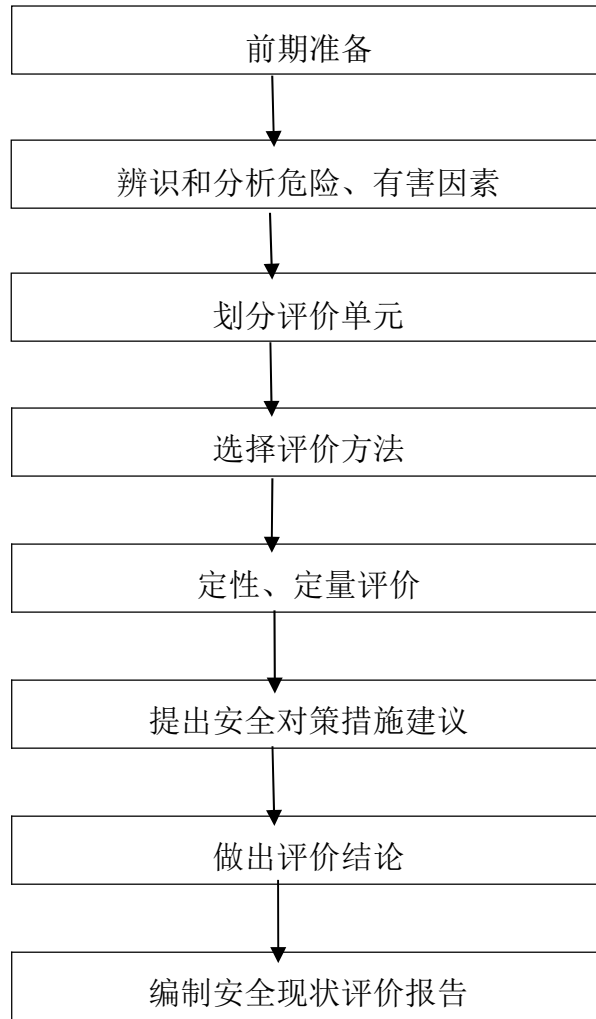 前期准备
辨识和分析危险、有害因素
划分评价单元
选择评价方法
定性、定量评价
提出安全对策措施建议
做出评价结论
编制安全现状评价报告